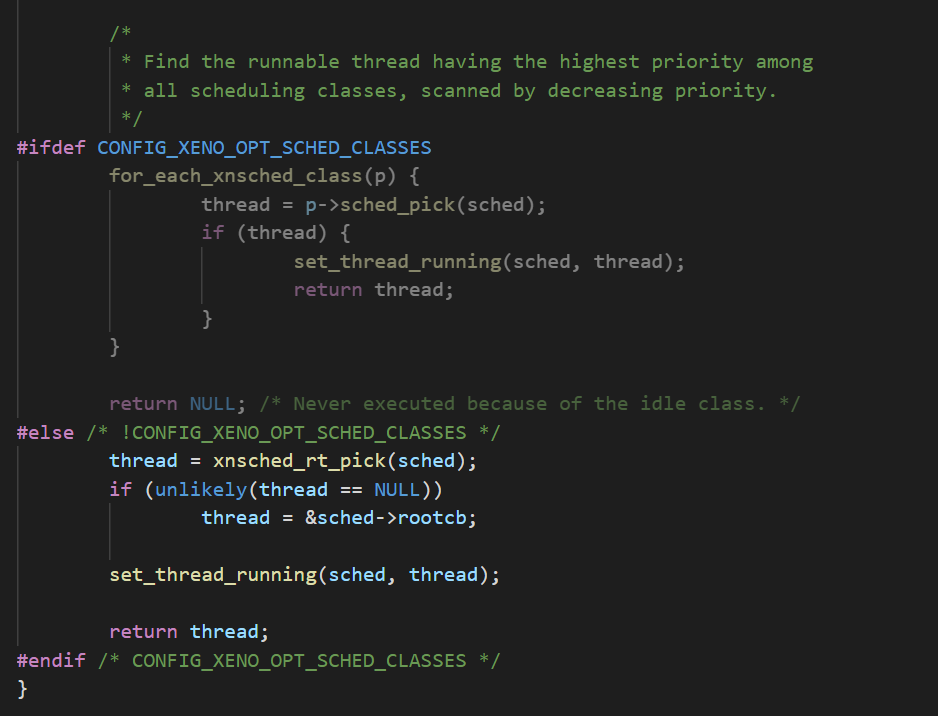 /*
 * Find the runnable thread having the highest priority among
 * all scheduling classes, scanned by decreasing priority.
 */
#ifdef CONFIG_XENO_OPT_SCHED_CLASSES
for_each_xnsched_class(p) {
thread = p->sched_pick(sched);
if (thread) {
set_thread_running(sched, thread);
return thread;
}
}
return NULL; /* Never executed because of the idle class. */
#else /* !CONFIG_XENO_OPT_SCHED_CLASSES */
thread = xnsched_rt_pick(sched);
if (unlikely(thread == NULL))
thread = &sched->rootcb;
set_thread_running(sched, thread);
return thread;
#endif /* CONFIG_XENO_OPT_SCHED_CLASSES */
}